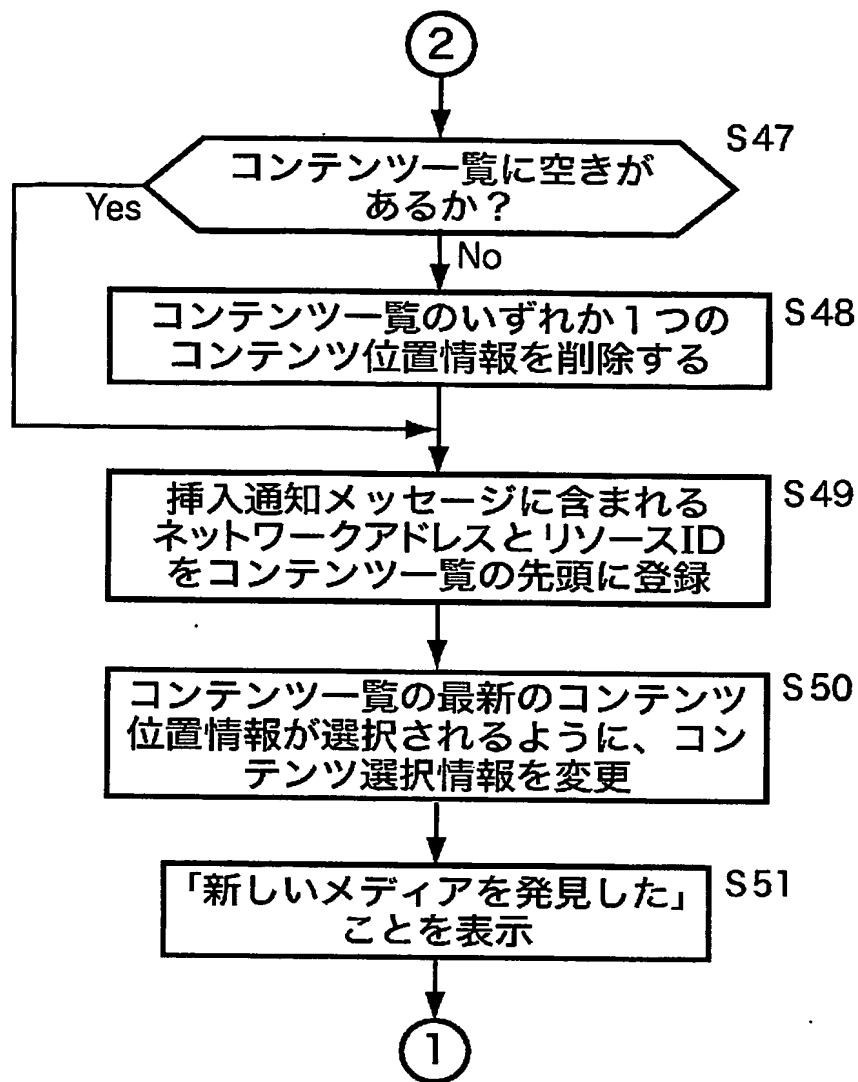 2
S47
コンテンツ一覧に空きが
あるか？
Yes
No
S48
コンテンツ一覧のいずれか１つの
コンテンツ位置情報を削除する
S49
挿入通知メッセージに含まれる
ネットワークアドレスとリソースID
をコンテンツ一覧の先頭に登録
S50
コンテンツ一覧の最新のコンテンツ
位置情報が選択されるように、コン
テンツ選択情報を変更
S51
「新しいメディアを発見した」
ことを表示
1